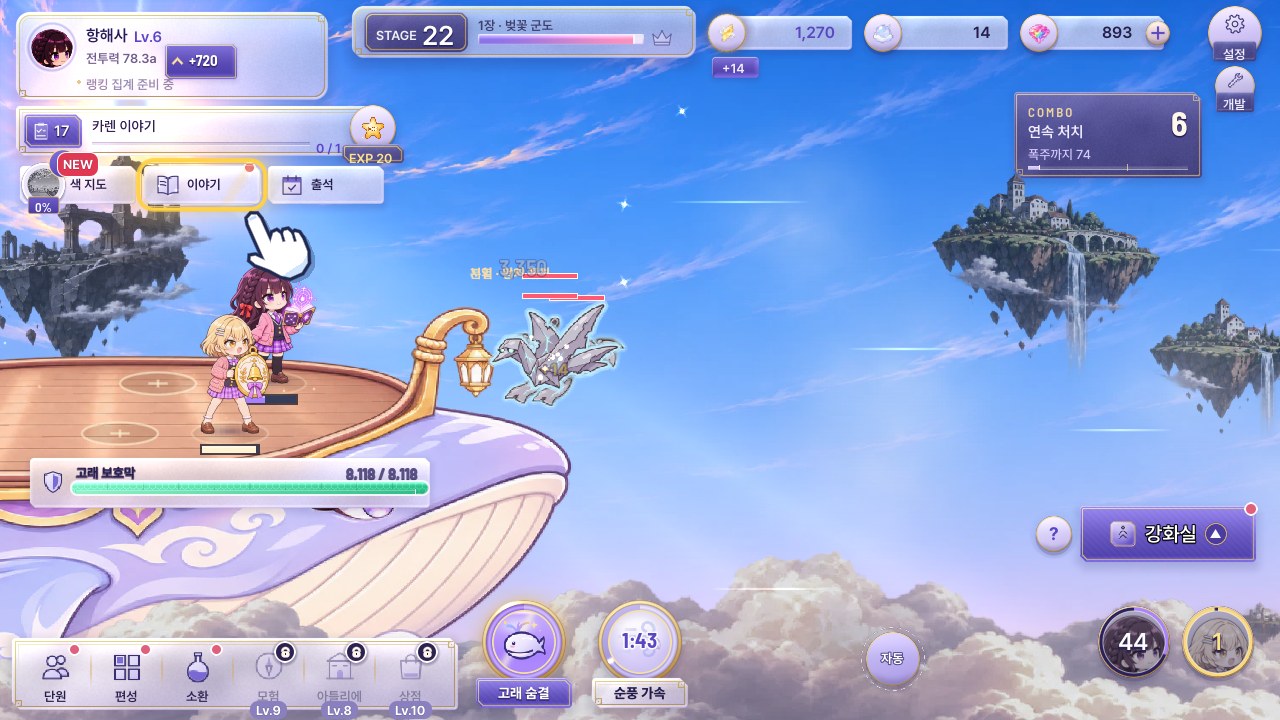 항해사 Lv.6
전투력 78.3a
+720
랭킹 집계 준비 중
STAGE 22
1장 · 벚꽃 군도
1,270
+14
14
893
설정
개발
17
카렌 이야기
0 / 1
EXP 20
NEW
색 지도
0%
이야기
출석
COMBO
연속 처치
6
폭주까지 74
3,350
고래 보호막
8,118 / 8,118
?
강화실
단원
편성
소환
모험
Lv.9
아틀리에
Lv.8
상점
Lv.10
고래 숨결
1:43
순풍 가속
자동
44
1